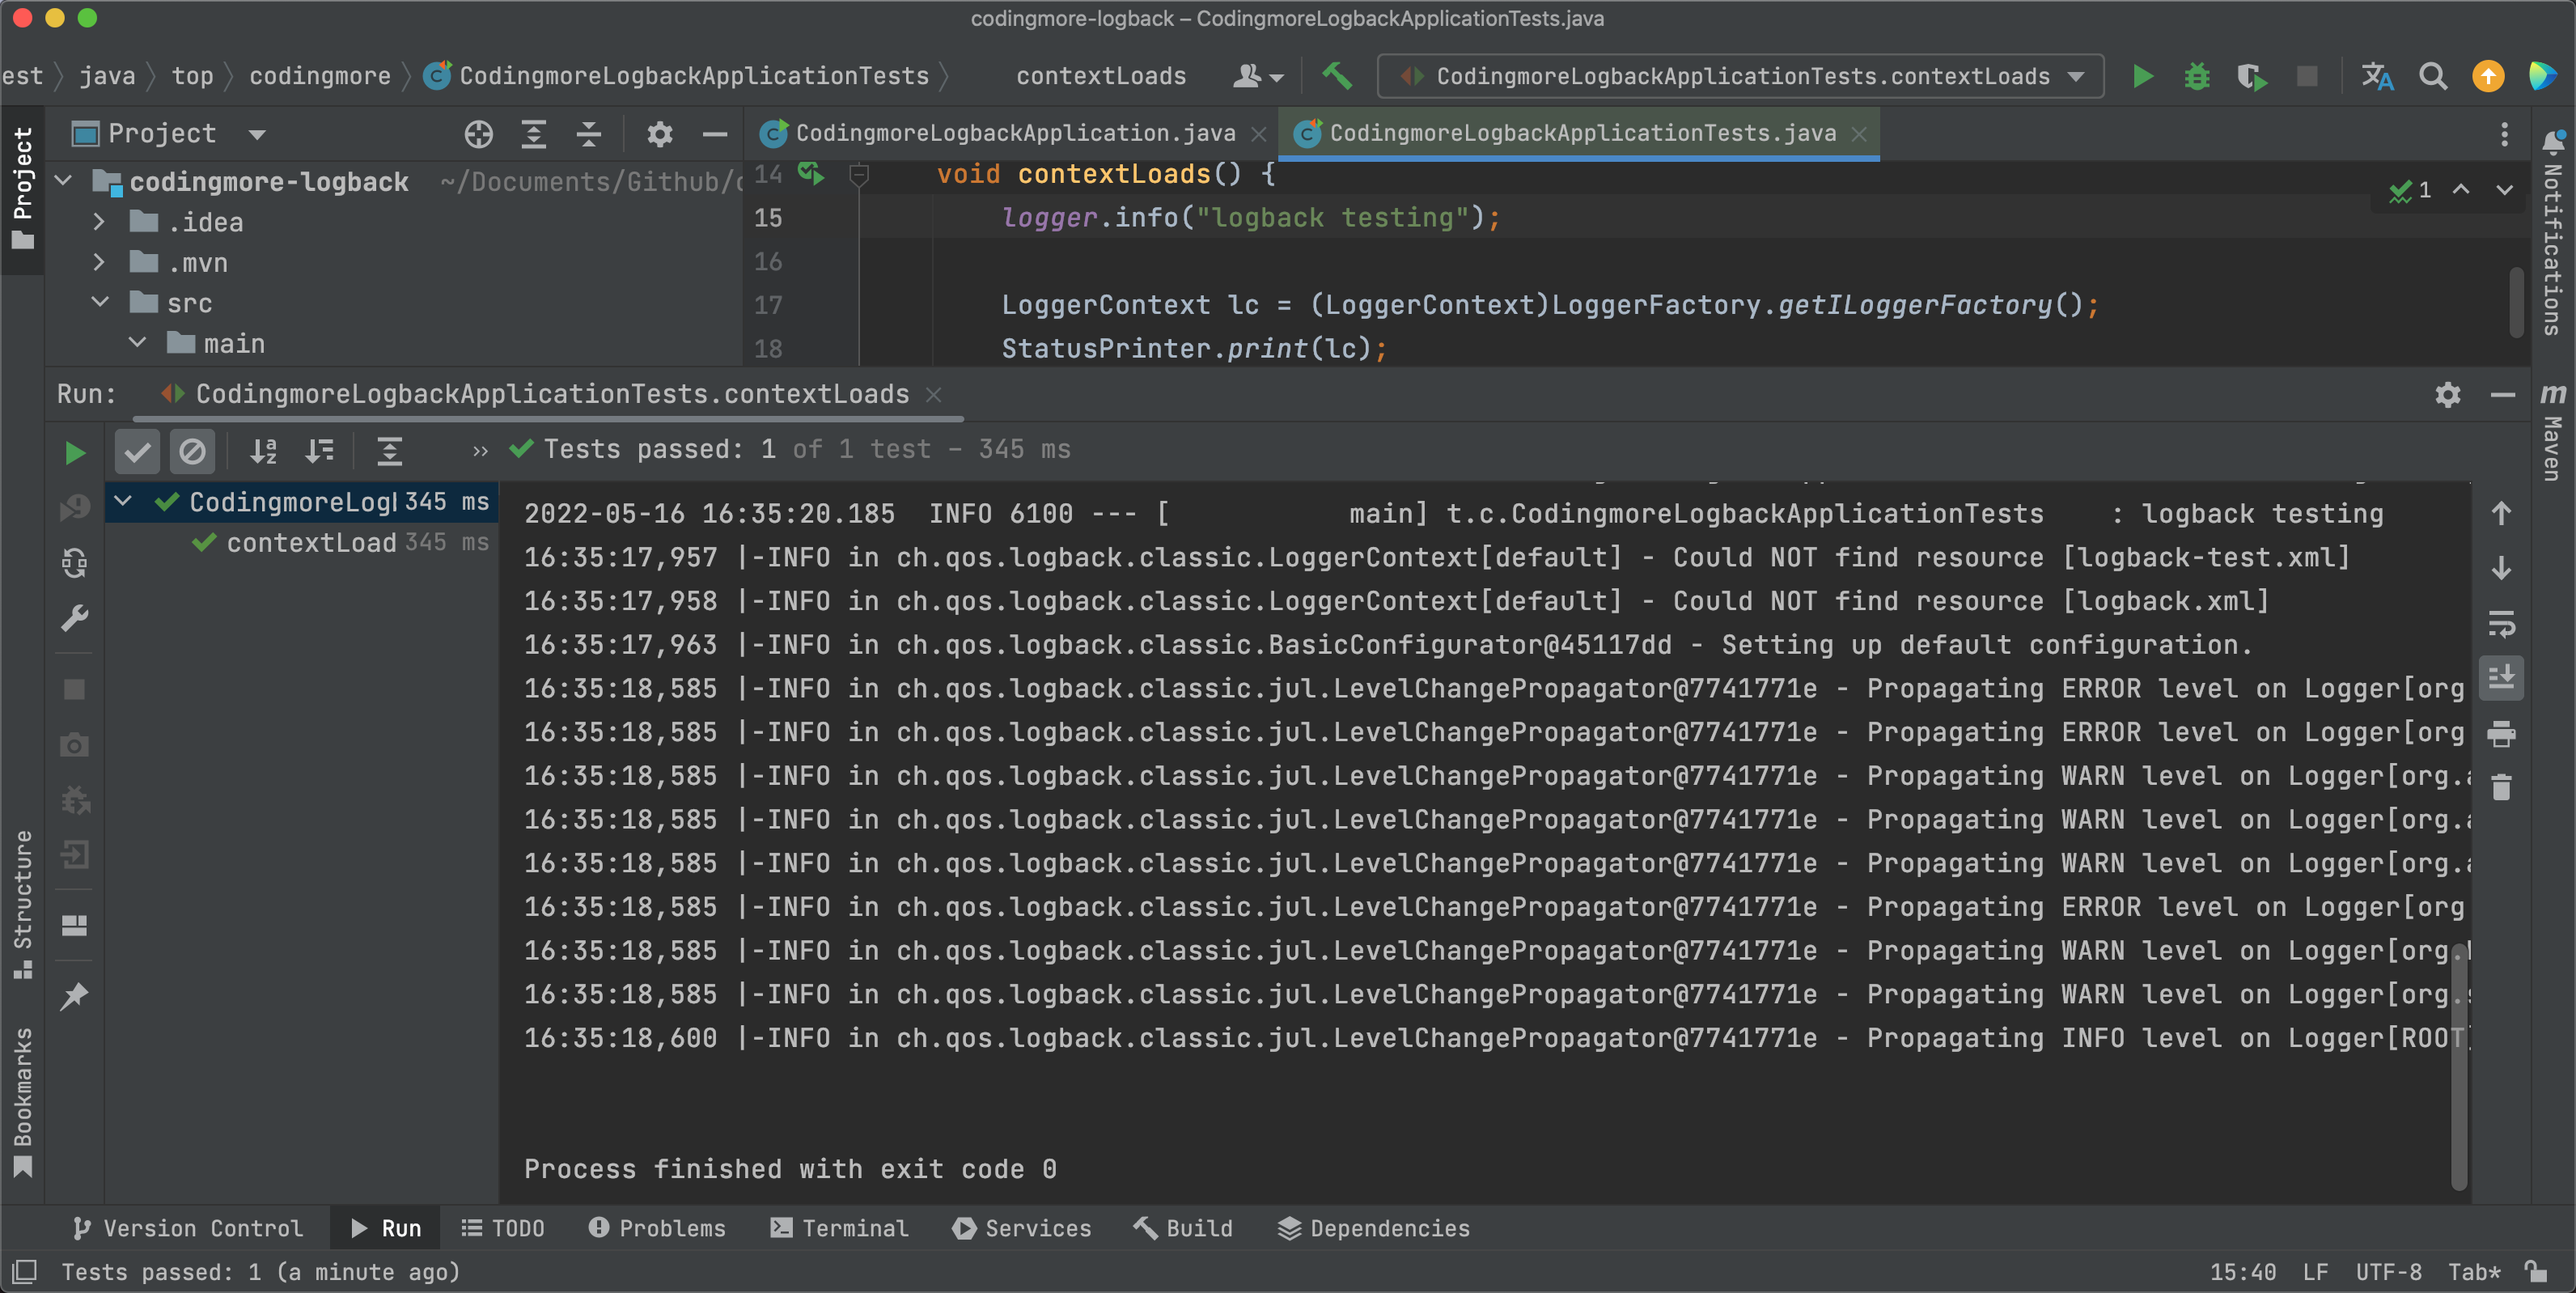 codingmore-logback – CodingmoreLogbackApplicationTests.java
est java top codingmore CodingmoreLogbackApplicationTests contextLoads CodingmoreLogbackApplicationTests.contextLoads
Project
Project
CodingmoreLogbackApplication.java
CodingmoreLogbackApplicationTests.java
codingmore-logback ~/Documents/Github/
.idea
.mvn
src
main
14 void contextLoads() {
15 logger.info("logback testing");
16
17 LoggerContext lc = (LoggerContext)LoggerFactory.getILoggerFactory();
18 StatusPrinter.print(lc);
1
Notifications
Maven
Run: CodingmoreLogbackApplicationTests.contextLoads
Tests passed: 1 of 1 test – 345 ms
CodingmoreLog 345 ms
contextLoad 345 ms
2022-05-16 16:35:20.185  INFO 6100 --- [           main] t.c.CodingmoreLogbackApplicationTests    : logback testing
16:35:17,957 |-INFO in ch.qos.logback.classic.LoggerContext[default] - Could NOT find resource [logback-test.xml]
16:35:17,958 |-INFO in ch.qos.logback.classic.LoggerContext[default] - Could NOT find resource [logback.xml]
16:35:17,963 |-INFO in ch.qos.logback.classic.BasicConfigurator@45117dd - Setting up default configuration.
16:35:18,585 |-INFO in ch.qos.logback.classic.jul.LevelChangePropagator@7741771e - Propagating ERROR level on Logger[org
16:35:18,585 |-INFO in ch.qos.logback.classic.jul.LevelChangePropagator@7741771e - Propagating ERROR level on Logger[org
16:35:18,585 |-INFO in ch.qos.logback.classic.jul.LevelChangePropagator@7741771e - Propagating WARN level on Logger[org.a
16:35:18,585 |-INFO in ch.qos.logback.classic.jul.LevelChangePropagator@7741771e - Propagating WARN level on Logger[org.a
16:35:18,585 |-INFO in ch.qos.logback.classic.jul.LevelChangePropagator@7741771e - Propagating WARN level on Logger[org.a
16:35:18,585 |-INFO in ch.qos.logback.classic.jul.LevelChangePropagator@7741771e - Propagating ERROR level on Logger[org
16:35:18,585 |-INFO in ch.qos.logback.classic.jul.LevelChangePropagator@7741771e - Propagating WARN level on Logger[org.
16:35:18,585 |-INFO in ch.qos.logback.classic.jul.LevelChangePropagator@7741771e - Propagating WARN level on Logger[org.s
16:35:18,600 |-INFO in ch.qos.logback.classic.jul.LevelChangePropagator@7741771e - Propagating INFO level on Logger[ROOT]
Process finished with exit code 0
Structure
Bookmarks
Version Control Run TODO Problems Terminal Services Build Dependencies
Tests passed: 1 (a minute ago)
15:40 LF UTF-8 Tab*